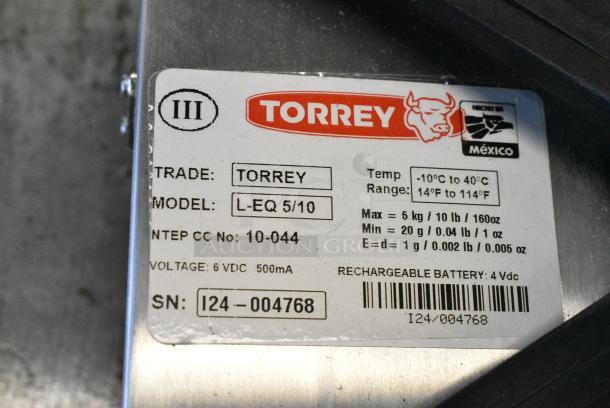 III
TORREY
HECHO EN
MÉXICO
TRADE: TORREY
MODEL: L-EQ 5/10
NTEP CC No: 10-044
VOLTAGE: 6 VDC 500mA
SN: I24-004768
Temp Range: -10°C to 40°C
14°F to 114°F
Max = 5 kg / 10 lb / 160oz
Min = 20 g / 0.04 lb / 1 oz
E=d= 1 g / 0.002 lb / 0.005 oz
RECHARGEABLE BATTERY: 4 Vdc
I24/004768
AUCTION GROUP